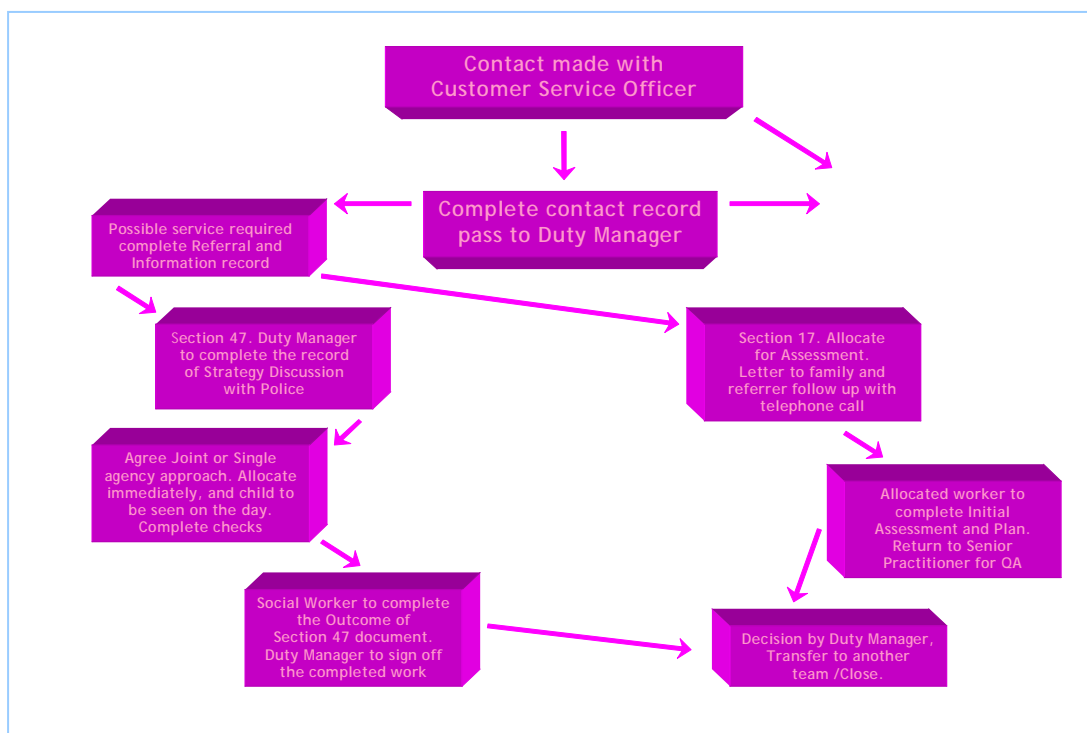 Contact made with
Customer Service Officer
Complete contact record
pass to Duty Manager
Possible service required
complete Referral and
Information record
Section 47. Duty Manager
to complete the record
of Strategy Discussion
with Police
Section 17. Allocate
for Assessment.
Letter to family and
referrer follow up with
telephone call
Agree Joint or Single
agency approach. Allocate
immediately, and child to
be seen on the day.
Complete checks
Allocated worker to
complete Initial
Assessment and Plan.
Return to Senior
Practitioner for QA
Social Worker to complete
the Outcome of
Section 47 document.
Duty Manager to sign off
the completed work
Decision by Duty Manager,
Transfer to another
team /Close.